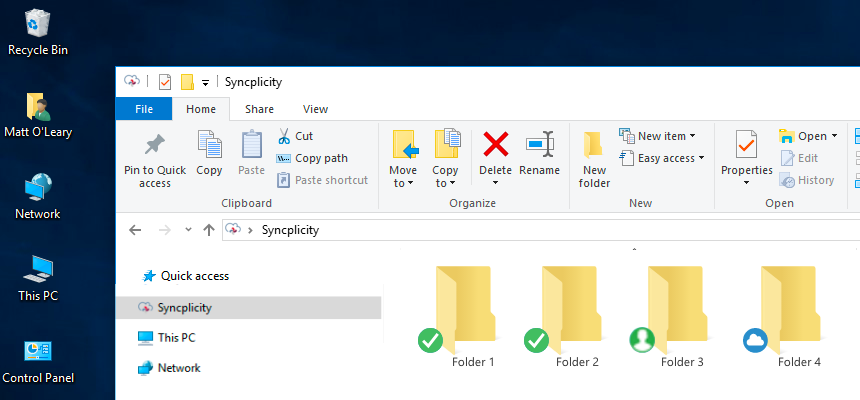 Recycle Bin
Matt O'Leary
Network
This PC
Control Panel
Syncplicity
File Home Share View
Pin to Quick access
Copy
Paste
Cut
Copy path
Paste shortcut
Clipboard
Move to
Copy to
Delete
Rename
Organize
New folder
New item
Easy access
New
Properties
Open
Edit
History
Open
Syncplicity
Quick access
Syncplicity
This PC
Network
Folder 1 Folder 2 Folder 3 Folder 4